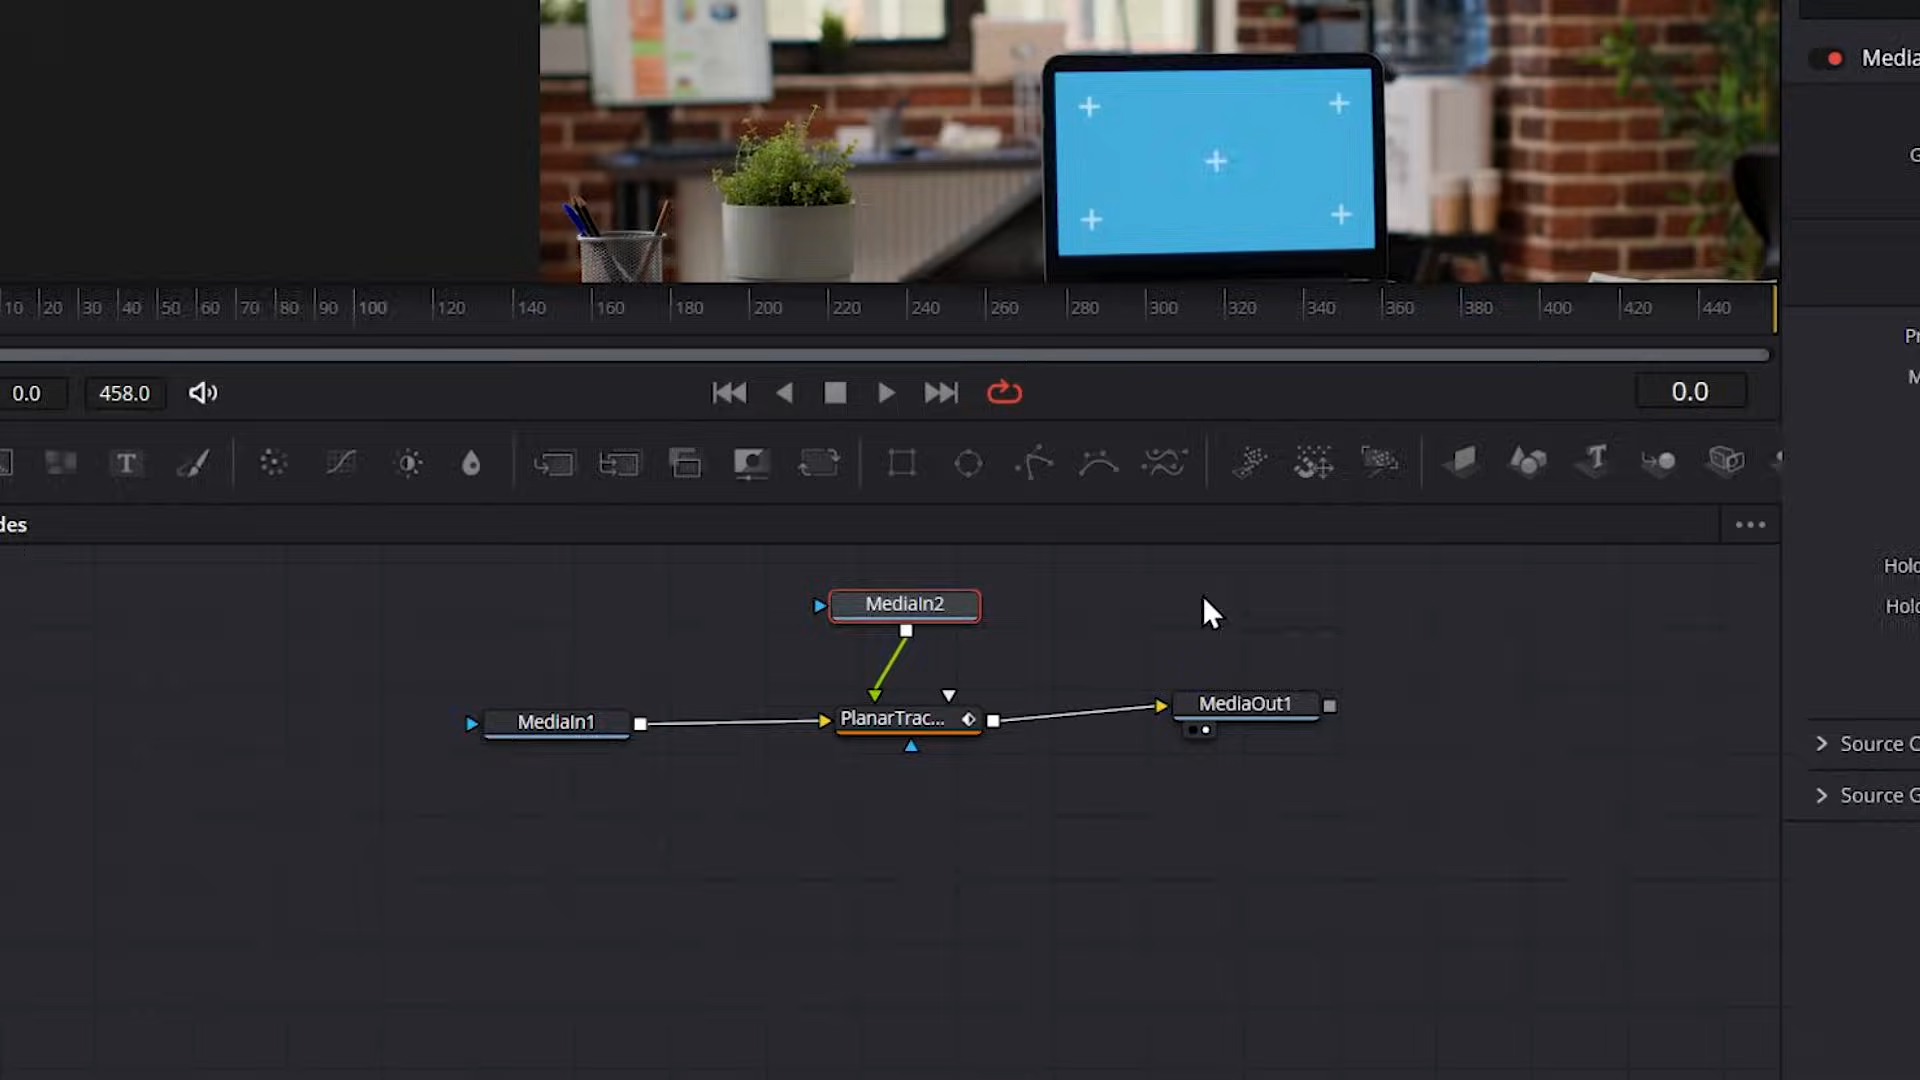 Media
G
10 20 30 40 50 60 70 80 90 100 120 140 160 180 200 220 240 260 280 300 320 340 360 380 400 420 440
Pr
M
0.0 458.0 0.0
T
des
Hold
Hold
MediaIn2
MediaIn1
PlanarTrac...
MediaOut1
Source C
Source G